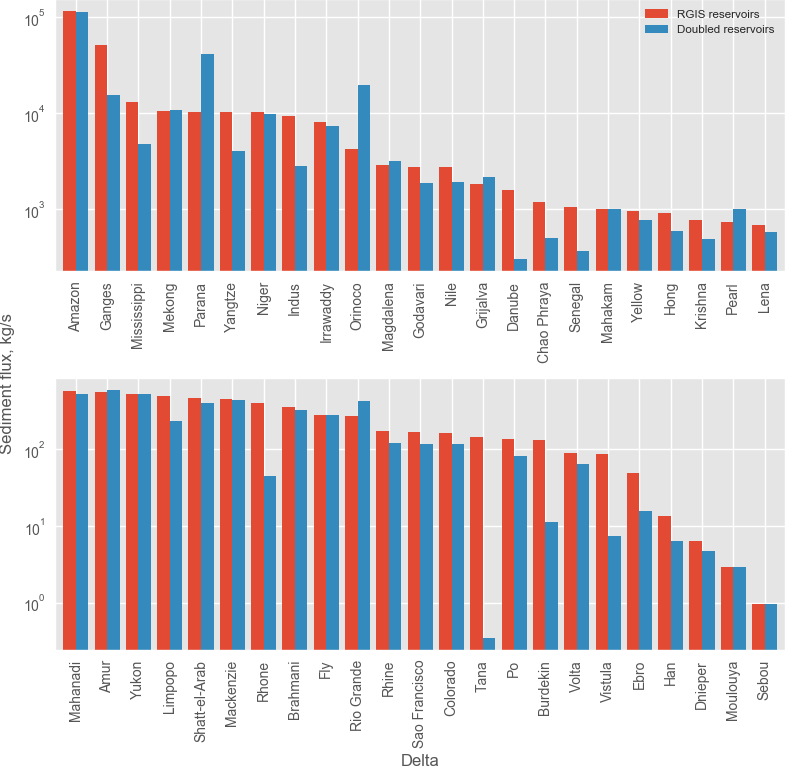 RGIS reservoirs
Doubled reservoirs
10^5
10^4
10^3
Amazon
Ganges
Mississippi
Mekong
Parana
Yangtze
Niger
Indus
Irrawaddy
Orinoco
Magdalena
Godavari
Nile
Grijalva
Danube
Chao Phraya
Senegal
Mahakam
Yellow
Hong
Krishna
Pearl
Lena
Sediment flux, kg/s
10^2
10^1
10^0
Mahanadi
Amur
Yukon
Limpopo
Shatt-el-Arab
Mackenzie
Rhone
Brahmani
Fly
Rio Grande
Rhine
Sao Francisco
Colorado
Tana
Po
Burdekin
Volta
Vistula
Ebro
Han
Dnieper
Moulouya
Sebou
Delta